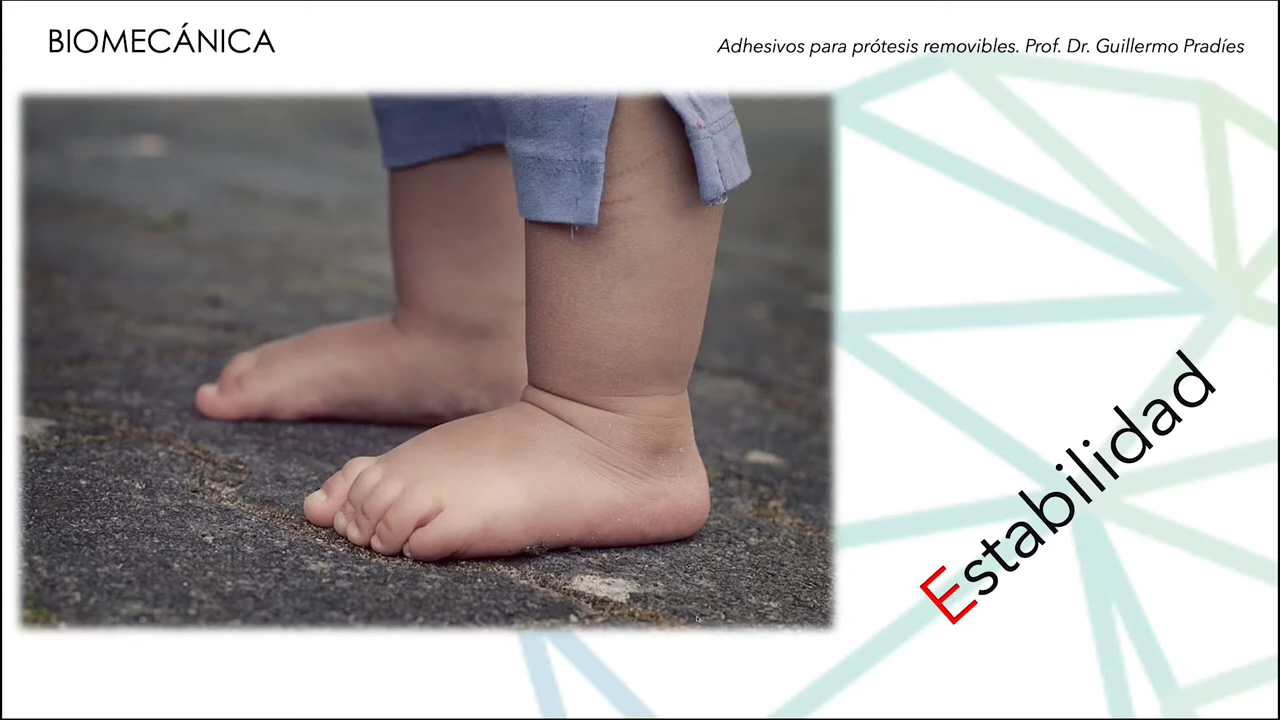 BIOMECÁNICA
Adhesivos para prótesis removibles. Prof. Dr. Guillermo Pradíes
Estabilidad